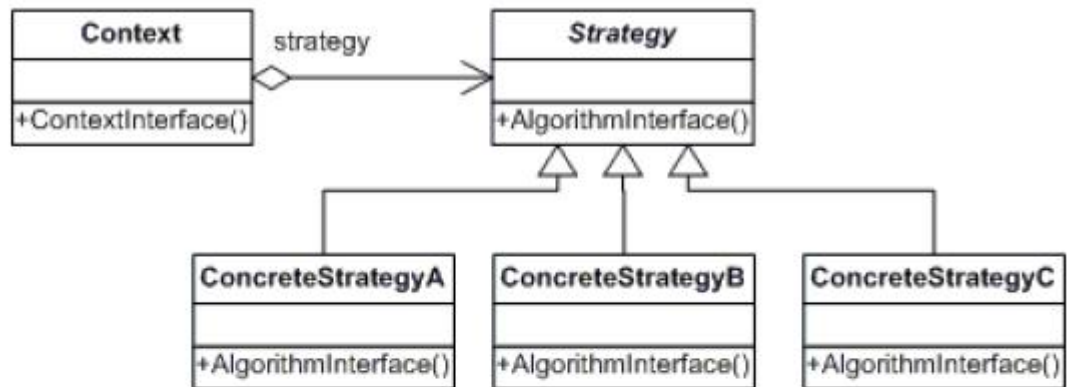 Context
strategy
Strategy
+ContextInterface()
+AlgorithmInterface()
ConcreteStrategyA
ConcreteStrategyB
ConcreteStrategyC
+AlgorithmInterface()
+AlgorithmInterface()
+AlgorithmInterface()